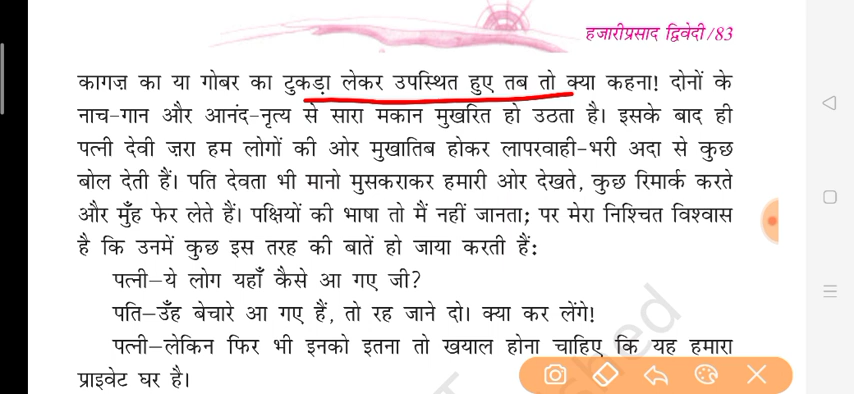 हजारीप्रसाद द्विवेदी/83
कागज़ का या गोबर का टुकड़ा लेकर उपस्थित हुए तब तो क्या कहना! दोनों के
नाच-गान और आनंद-नृत्य से सारा मकान मुखरित हो उठता है। इसके बाद ही
पत्नी देवी ज़रा हम लोगों की ओर मुखातिब होकर लापरवाही-भरी अदा से कुछ
बोल देती हैं। पति देवता भी मानो मुसकराकर हमारी ओर देखते, कुछ रिमार्क करते
और मुँह फेर लेते हैं। पक्षियों की भाषा तो मैं नहीं जानता; पर मेरा निश्चित विश्वास
है कि उनमें कुछ इस तरह की बातें हो जाया करती हैं:
पत्नी—ये लोग यहाँ कैसे आ गए जी?
पति—उँह बेचारे आ गए हैं, तो रह जाने दो। क्या कर लेंगे!
पत्नी—लेकिन फिर भी इनको इतना तो खयाल होना चाहिए कि यह हमारा
प्राइवेट घर है।